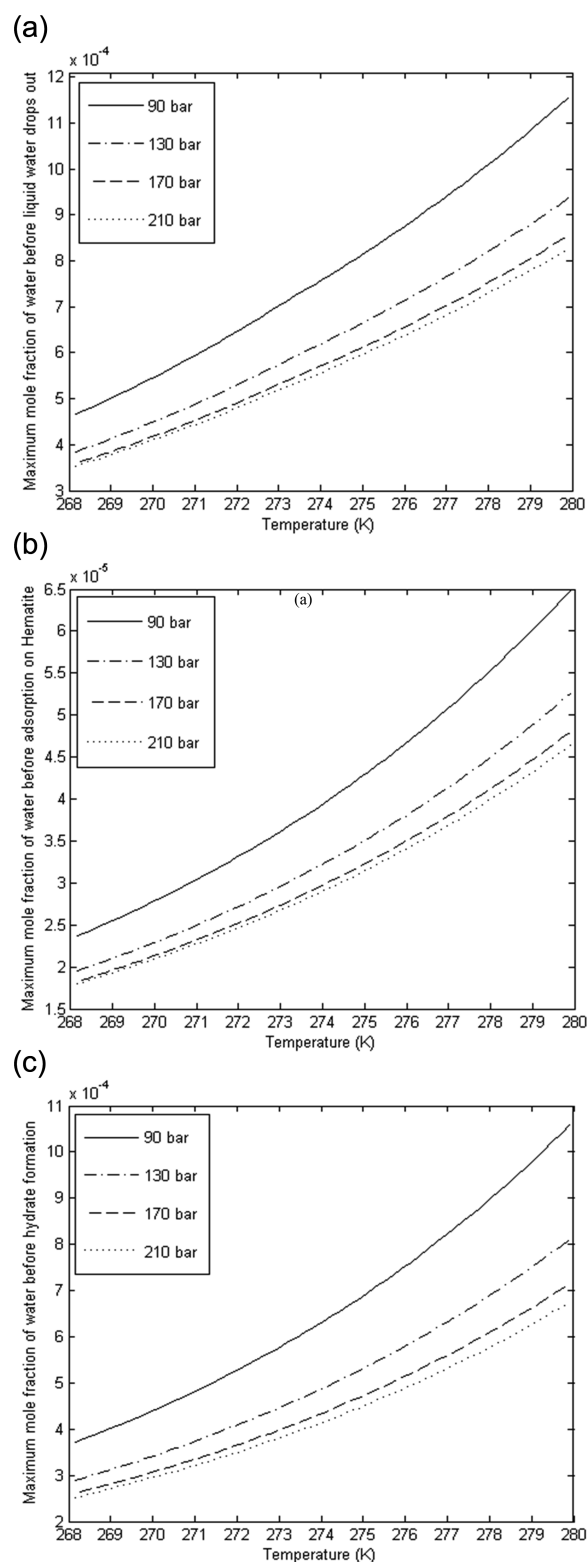 (a)
x 10-4
12
11
10
9
8
7
6
5
4
3
Maximum mole fraction of water before liquid water drops out
90 bar
130 bar
170 bar
210 bar
268 269 270 271 272 273 274 275 276 277 278 279 280
Temperature (K)
(b)
x 10-5
6.5
6
5.5
5
4.5
4
3.5
3
2.5
2
1.5
Maximum mole fraction of water before adsorption on Hematite
(a)
90 bar
130 bar
170 bar
210 bar
268 269 270 271 272 273 274 275 276 277 278 279 280
Temperature (K)
(c)
x 10-4
11
10
9
8
7
6
5
4
3
2
Maximum mole fraction of water before hydrate formation
90 bar
130 bar
170 bar
210 bar
268 269 270 271 272 273 274 275 276 277 278 279 280
Temperature (K)